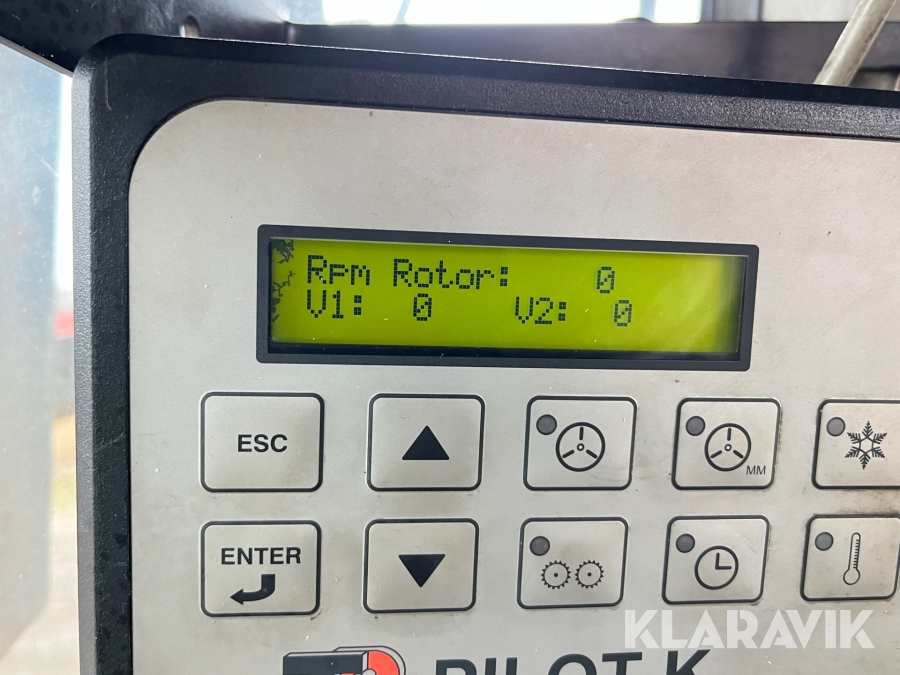 Rpm Rotor: 0
V1: 0 V2: 0
ESC
MM
ENTER
PILOT K
KLARAVIK